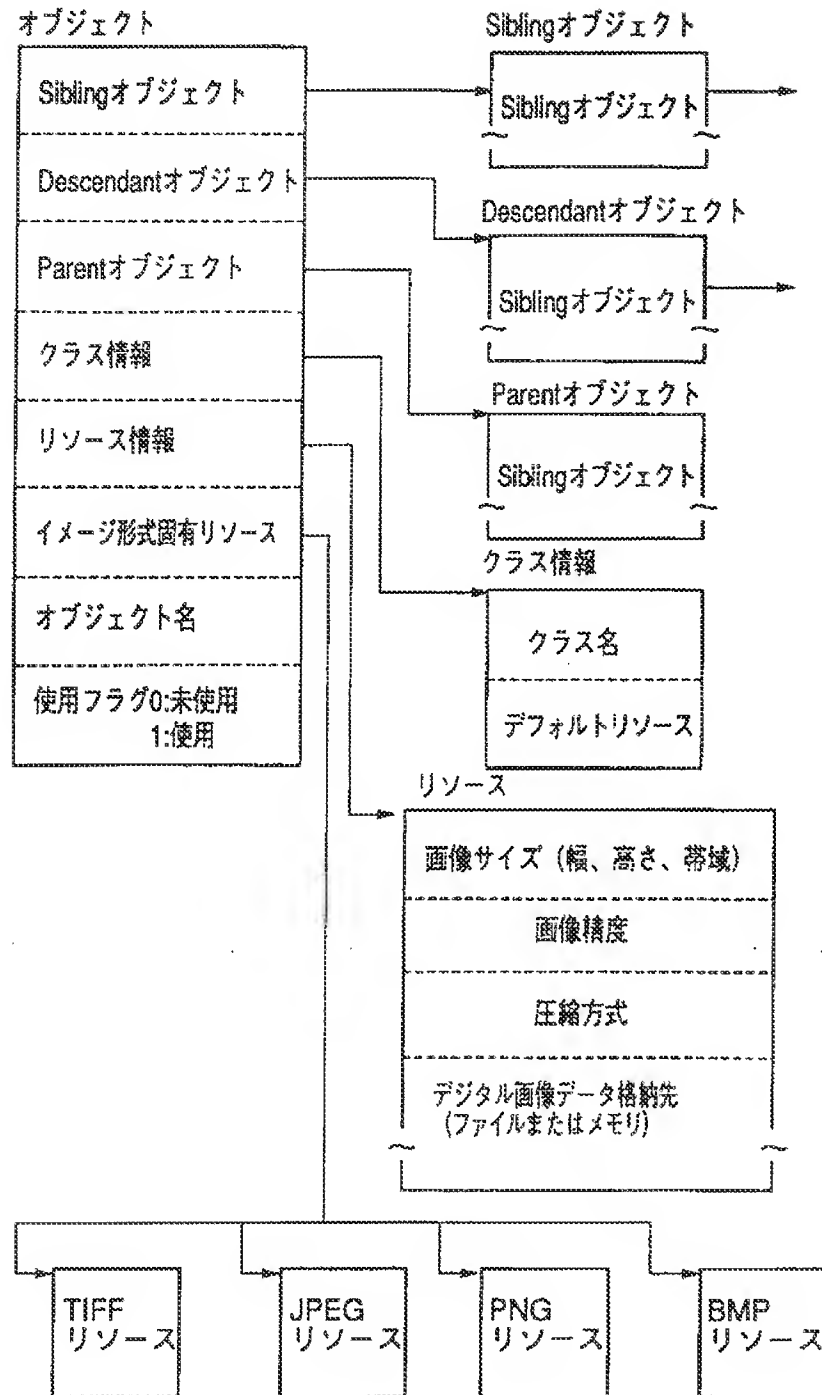 オブジェクト
Siblingオブジェクト
Descendantオブジェクト
Parentオブジェクト
クラス情報
リソース情報
イメージ形式固有リソース
オブジェクト名
使用フラグ0:未使用
1:使用
Siblingオブジェクト
Siblingオブジェクト
Descendantオブジェクト
Siblingオブジェクト
Parentオブジェクト
Siblingオブジェクト
クラス情報
クラス名
デフォルトリソース
リソース
画像サイズ(幅、高さ、帯域)
画像精度
圧縮方式
デジタル画像データ格納先
(ファイルまたはメモリ)
TIFF
リソース
JPEG
リソース
PNG
リソース
BMP
リソース